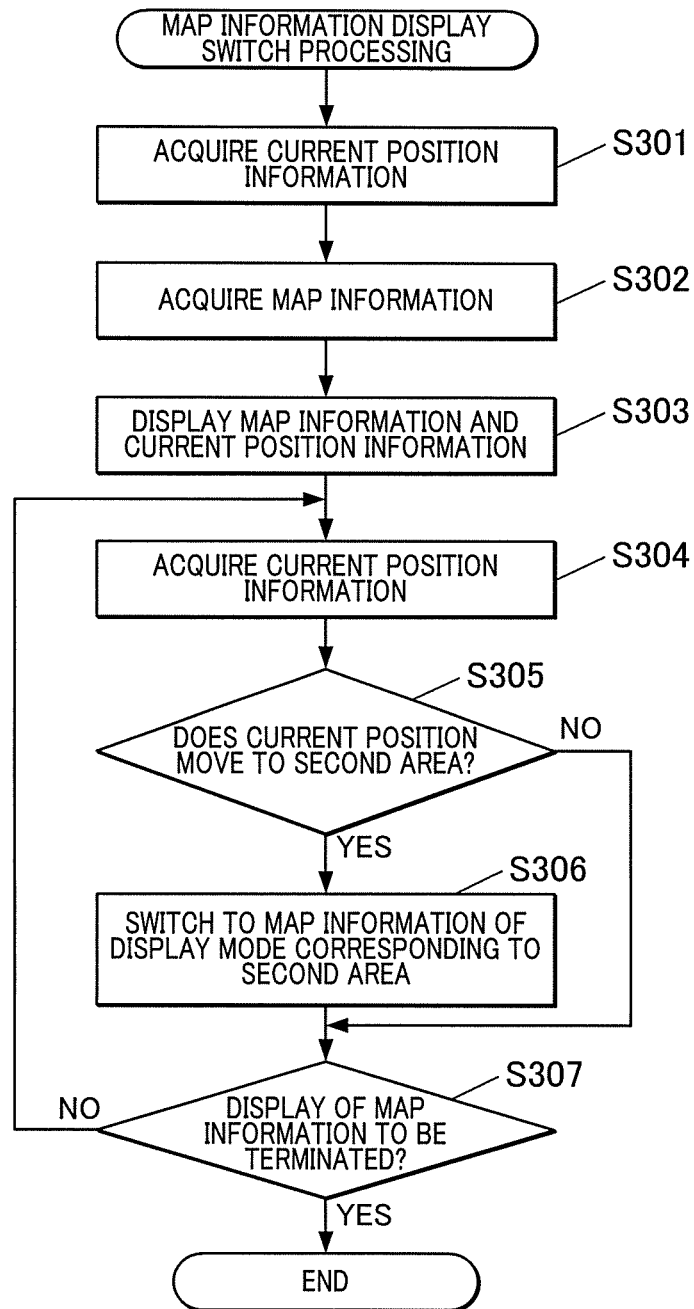 MAP INFORMATION DISPLAY
SWITCH PROCESSING
ACQUIRE CURRENT POSITION
INFORMATION
S301
ACQUIRE MAP INFORMATION
S302
DISPLAY MAP INFORMATION AND
CURRENT POSITION INFORMATION
S303
ACQUIRE CURRENT POSITION
INFORMATION
S304
S305
DOES CURRENT POSITION
MOVE TO SECOND AREA?
NO
YES
S306
SWITCH TO MAP INFORMATION OF
DISPLAY MODE CORRESPONDING TO
SECOND AREA
S307
NO
DISPLAY OF MAP
INFORMATION TO BE
TERMINATED?
YES
END